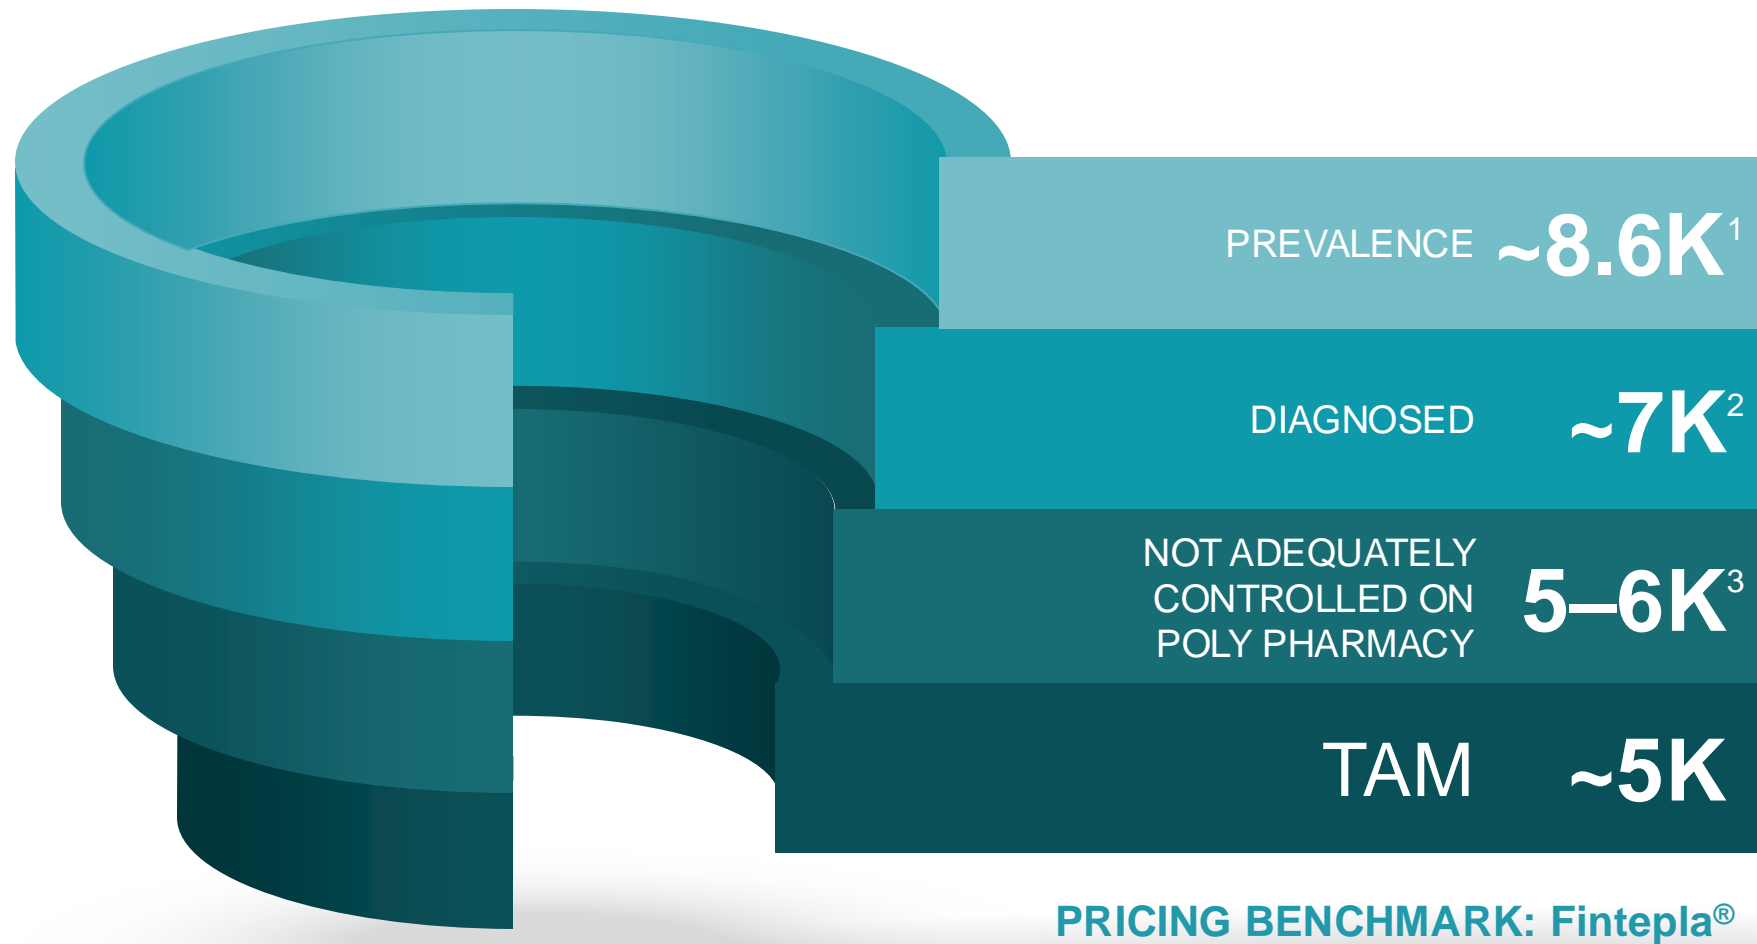 PREVALENCE ~8.6K¹
DIAGNOSED ~7K²
NOT ADEQUATELY
CONTROLLED ON
POLY PHARMACY
5–6K³
TAM ~5K
PRICING BENCHMARK: Fintepla®